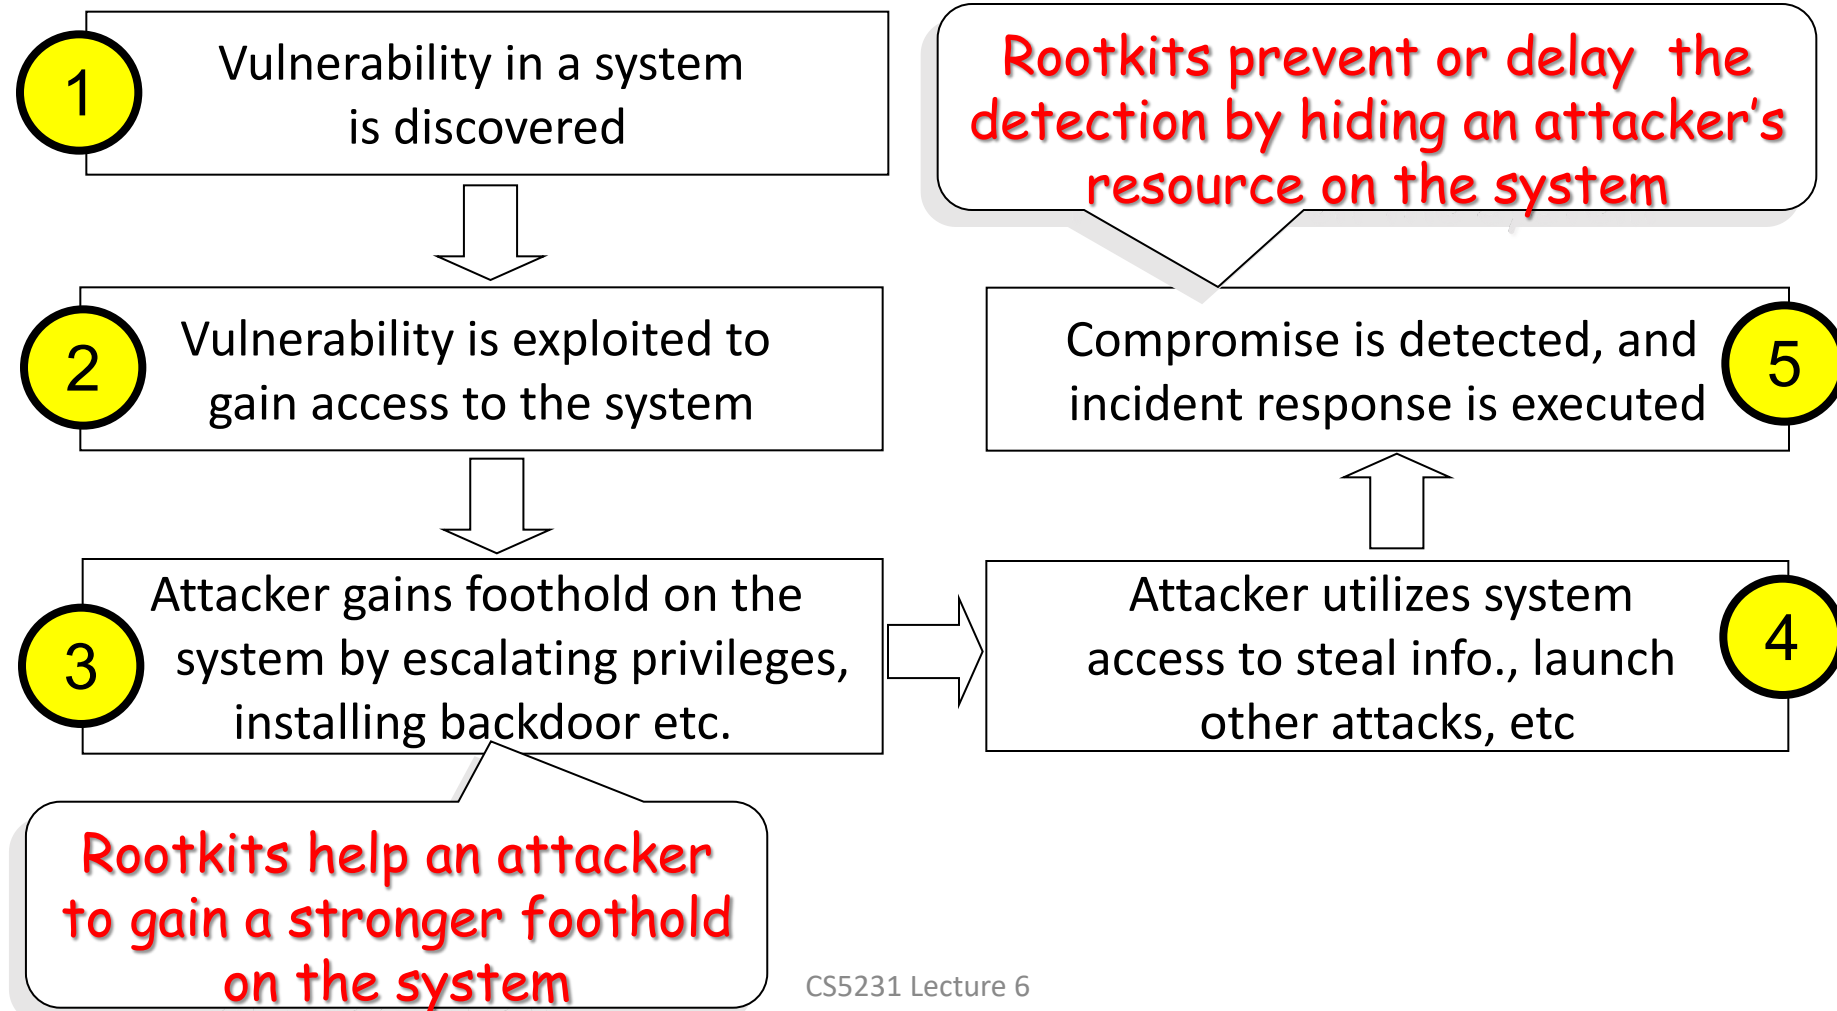 1
Vulnerability in a system
is discovered
2
Vulnerability is exploited to
gain access to the system
3
Attacker gains foothold on the
system by escalating privileges,
installing backdoor etc.
Rootkits help an attacker
to gain a stronger foothold
on the system
Attacker utilizes system
access to steal info., launch
other attacks, etc
4
Rootkits prevent or delay the
detection by hiding an attacker’s
resource on the system
Compromise is detected, and
incident response is executed
5
CS5231 Lecture 6